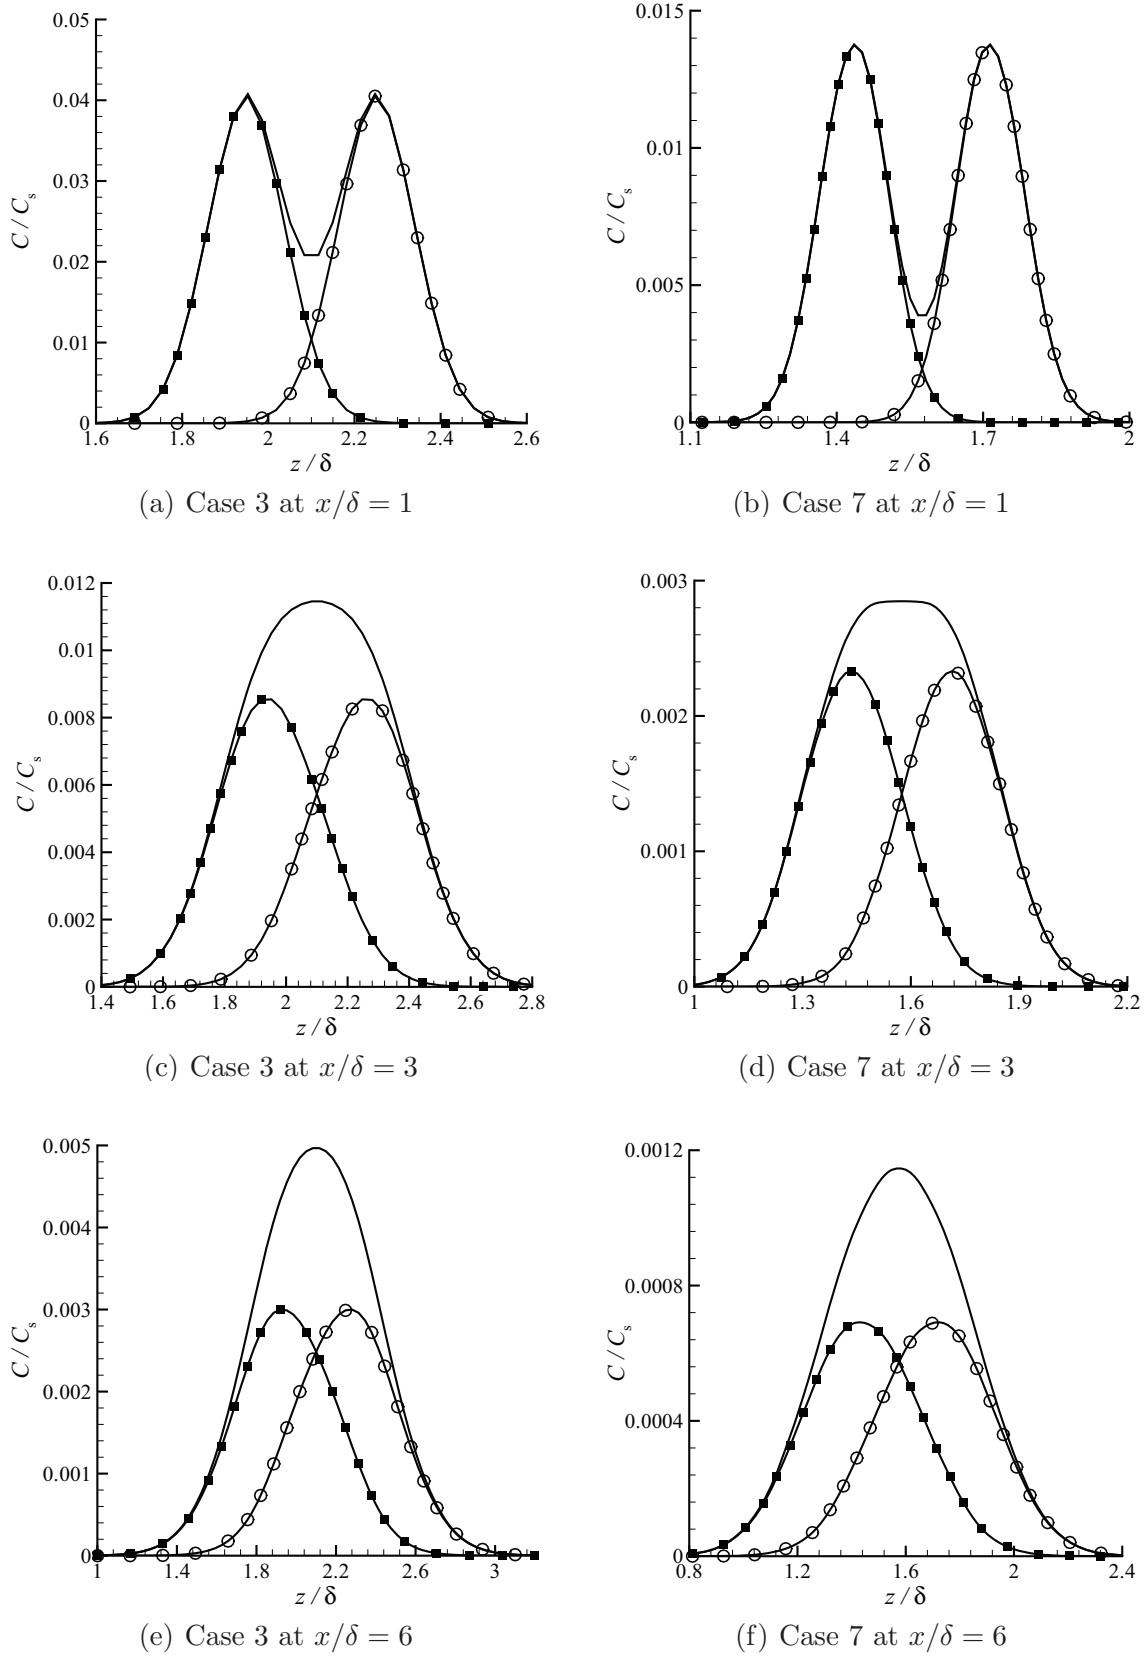 0.05
0.04
0.03
0.02
0.01
0
C / Cs
1.6 1.8 2 2.2 2.4 2.6
z / δ
(a) Case 3 at x/δ = 1
0.015
0.01
0.005
0
C / Cs
1.1 1.4 1.7 2
z / δ
(b) Case 7 at x/δ = 1
0.012
0.01
0.008
0.006
0.004
0.002
0
C / Cs
1.4 1.6 1.8 2 2.2 2.4 2.6 2.8
z / δ
(c) Case 3 at x/δ = 3
0.003
0.002
0.001
0
C / Cs
1 1.3 1.6 1.9 2.2
z / δ
(d) Case 7 at x/δ = 3
0.005
0.004
0.003
0.002
0.001
0
C / Cs
1 1.4 1.8 2.2 2.6 3
z / δ
(e) Case 3 at x/δ = 6
0.0012
0.0008
0.0004
0
C / Cs
0.8 1.2 1.6 2 2.4
z / δ
(f) Case 7 at x/δ = 6